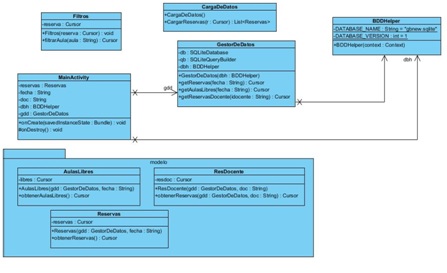 Filtros
-reserva : Cursor
+Filtros(reserva : Cursor) : void
+filtrarAula(aula : String) : Cursor
CargaDeDatos
+CargaDeDatos()
+CargarReservas(r : Cursor) : List<Reservas>
BDDHelper
-DATABASE_NAME : String = "gbnew.sqlite"
-DATABASE_VERSION : int = 1
+BDDHelper(context : Context)
GestorDeDatos
-db : SQLiteDatabase
-qb : SQLiteQueryBuilder
-dbh : BDDHelper
+GestorDeDatos(dbh : BDDHelper)
+getReservas(fecha : String) : Cursor
+getAulasLibres(fecha : String) : Cursor
+getReservasDocente(docente : String) : Cursor
MainActivity
-reservas : Reservas
-fecha : String
-doc : String
-dbh : BDDHelper
-gdd : GestorDeDatos
+onCreate(savedInstanceState : Bundle) : void
#onDestroy() : void
gdd
dbh
dbh
modelo
AulasLibres
-libres : Cursor
+AulasLibres(gdd : GestorDeDatos, fecha : String)
+obtenerAulasLibres() : Cursor
ResDocente
-resdoc : Cursor
+ResDocente(gdd : GestorDeDatos, doc : String)
+obtenerReservas(gdd : GestorDeDatos, doc : String) : Cursor
Reservas
-reservas : Cursor
+Reservas(gdd : GestorDeDatos, fecha : String)
+obtenerReservas() : Cursor